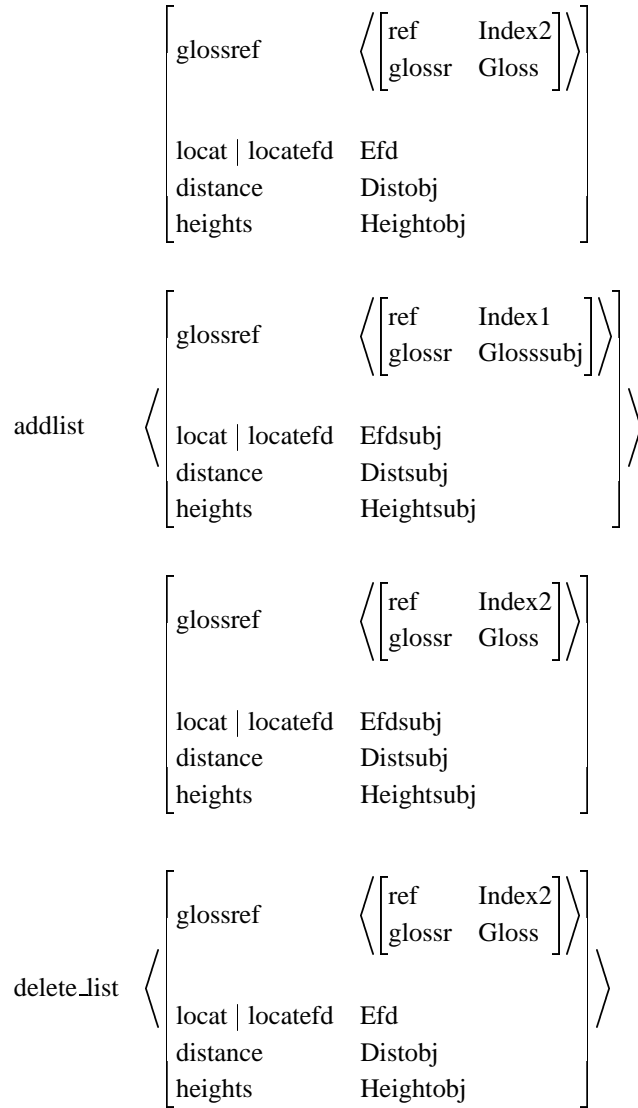 glossref ⟨[ref Index2
glossr Gloss]⟩
locat | locatefd Efd
distance Distobj
heights Heightobj
glossref ⟨[ref Index1
glossr Glosssubj]⟩
addlist ⟨ locat | locatefd Efdsubj ⟩
distance Distsubj
heights Heightsubj
glossref ⟨[ref Index2
glossr Gloss]⟩
locat | locatefd Efdsubj
distance Distsubj
heights Heightsubj
glossref ⟨[ref Index2
glossr Gloss]⟩
delete_list ⟨ locat | locatefd Efd ⟩
distance Distobj
heights Heightobj